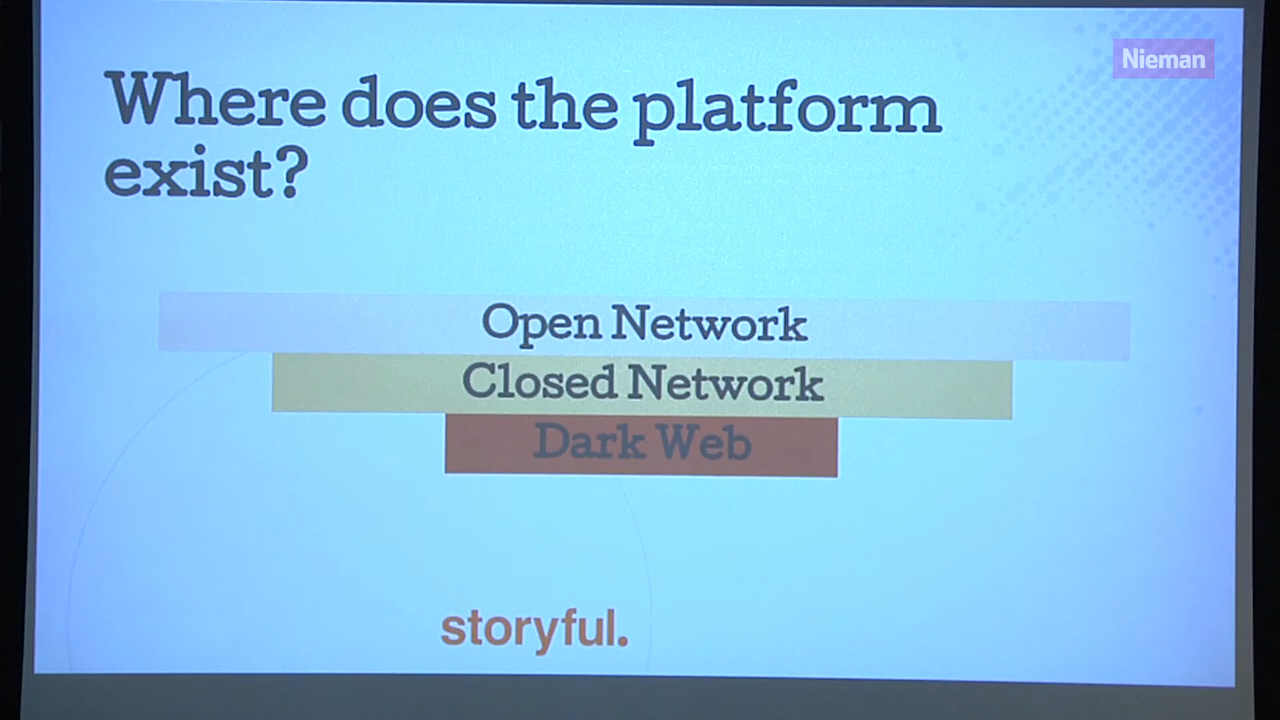 Nieman
Where does the platform
exist?
Open Network
Closed Network
Dark Web
storyful.